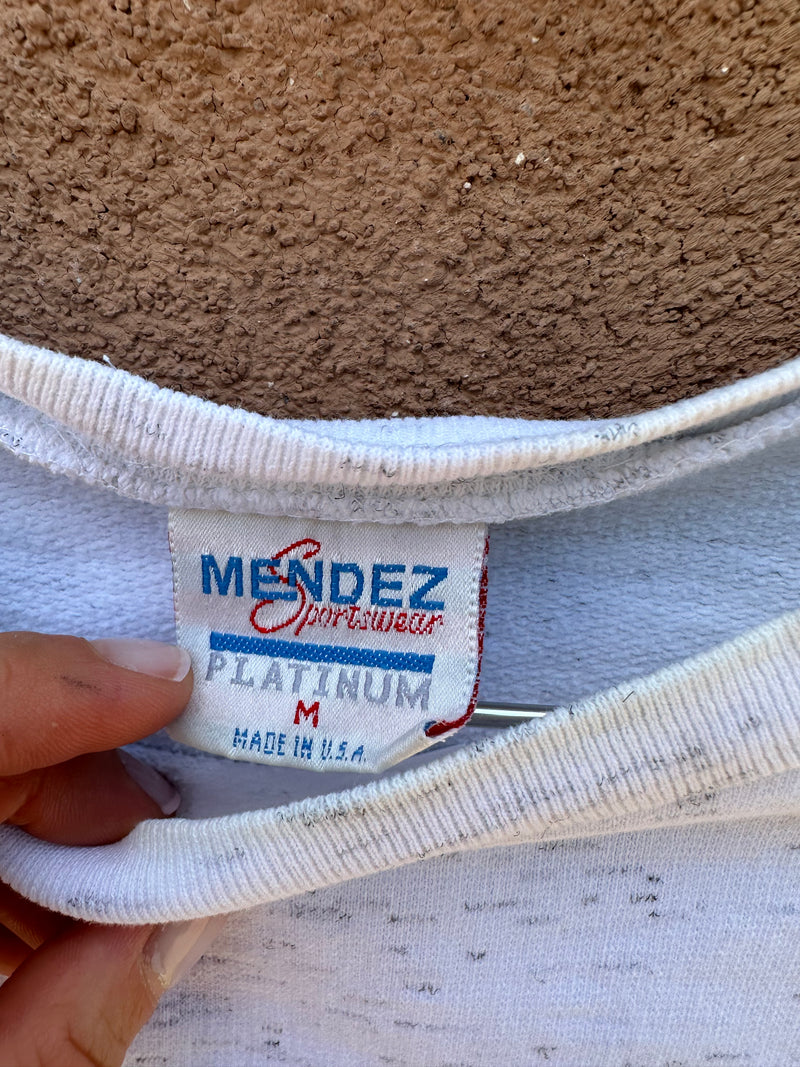 MENDEZ
Sportswear
PLATINUM
M
MADE IN U.S.A.